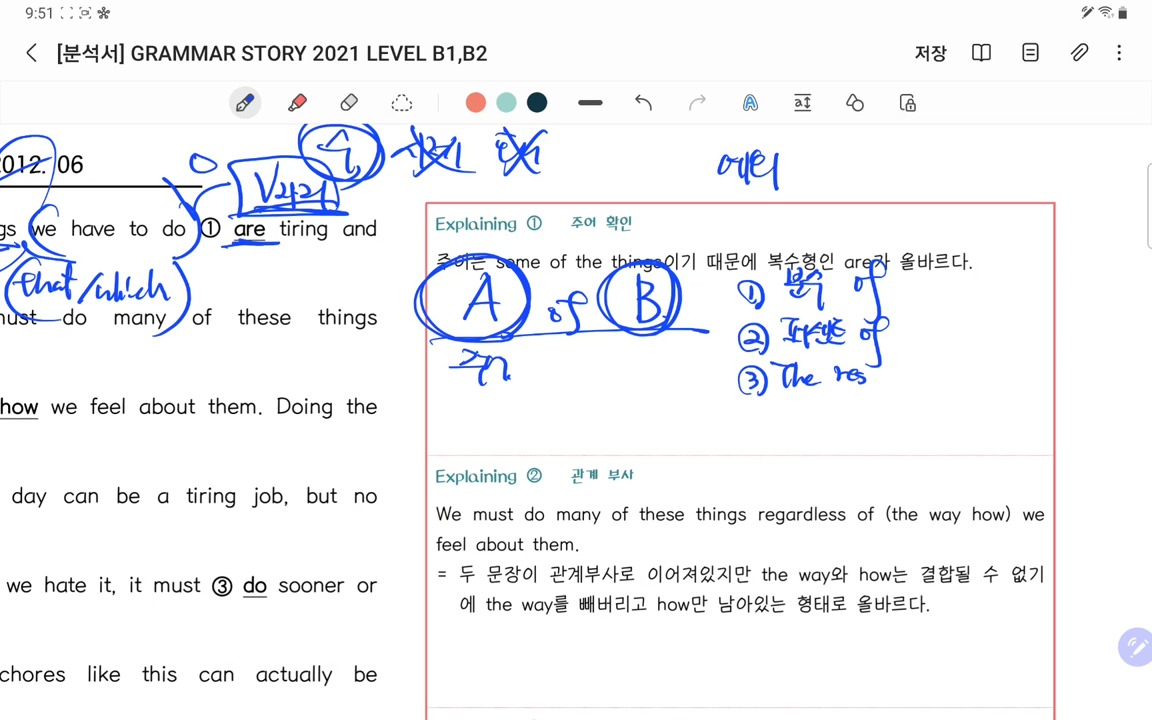 9:51
[분석서] GRAMMAR STORY 2021 LEVEL B1,B2
저장
2012. 06
수
V
예외
gs we have to do ① are tiring and
that/which
must do many of these things
how we feel about them. Doing the
day can be a tiring job, but no
we hate it, it must ③ do sooner or
chores like this can actually be
Explaining ① 주어 확인
주어는 some of the things이기 때문에 복수형인 are가 올바르다.
A of B
주어
① 분수 of
② 퍼센트 of
③ The res
Explaining ② 관계 부사
We must do many of these things regardless of (the way how) we
feel about them.
= 두 문장이 관계부사로 이어져있지만 the way와 how는 결합될 수 없기
에 the way를 빼버리고 how만 남아있는 형태로 올바르다.